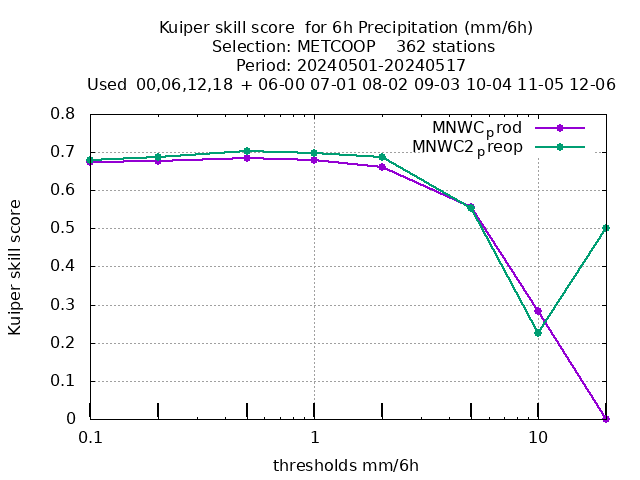 Kuiper skill score  for 6h Precipitation (mm/6h)
Selection: METCOOP    362 stations
Period: 20240501-20240517
Used  00,06,12,18  + 06-00 07-01 08-02 09-03 10-04 11-05 12-06
MNWCprod
MNWC2preop
0.8
0.7
0.6
0.5
0.4
0.3
0.2
0.1
0
Kuiper skill score
0.1 1 10
thresholds mm/6h